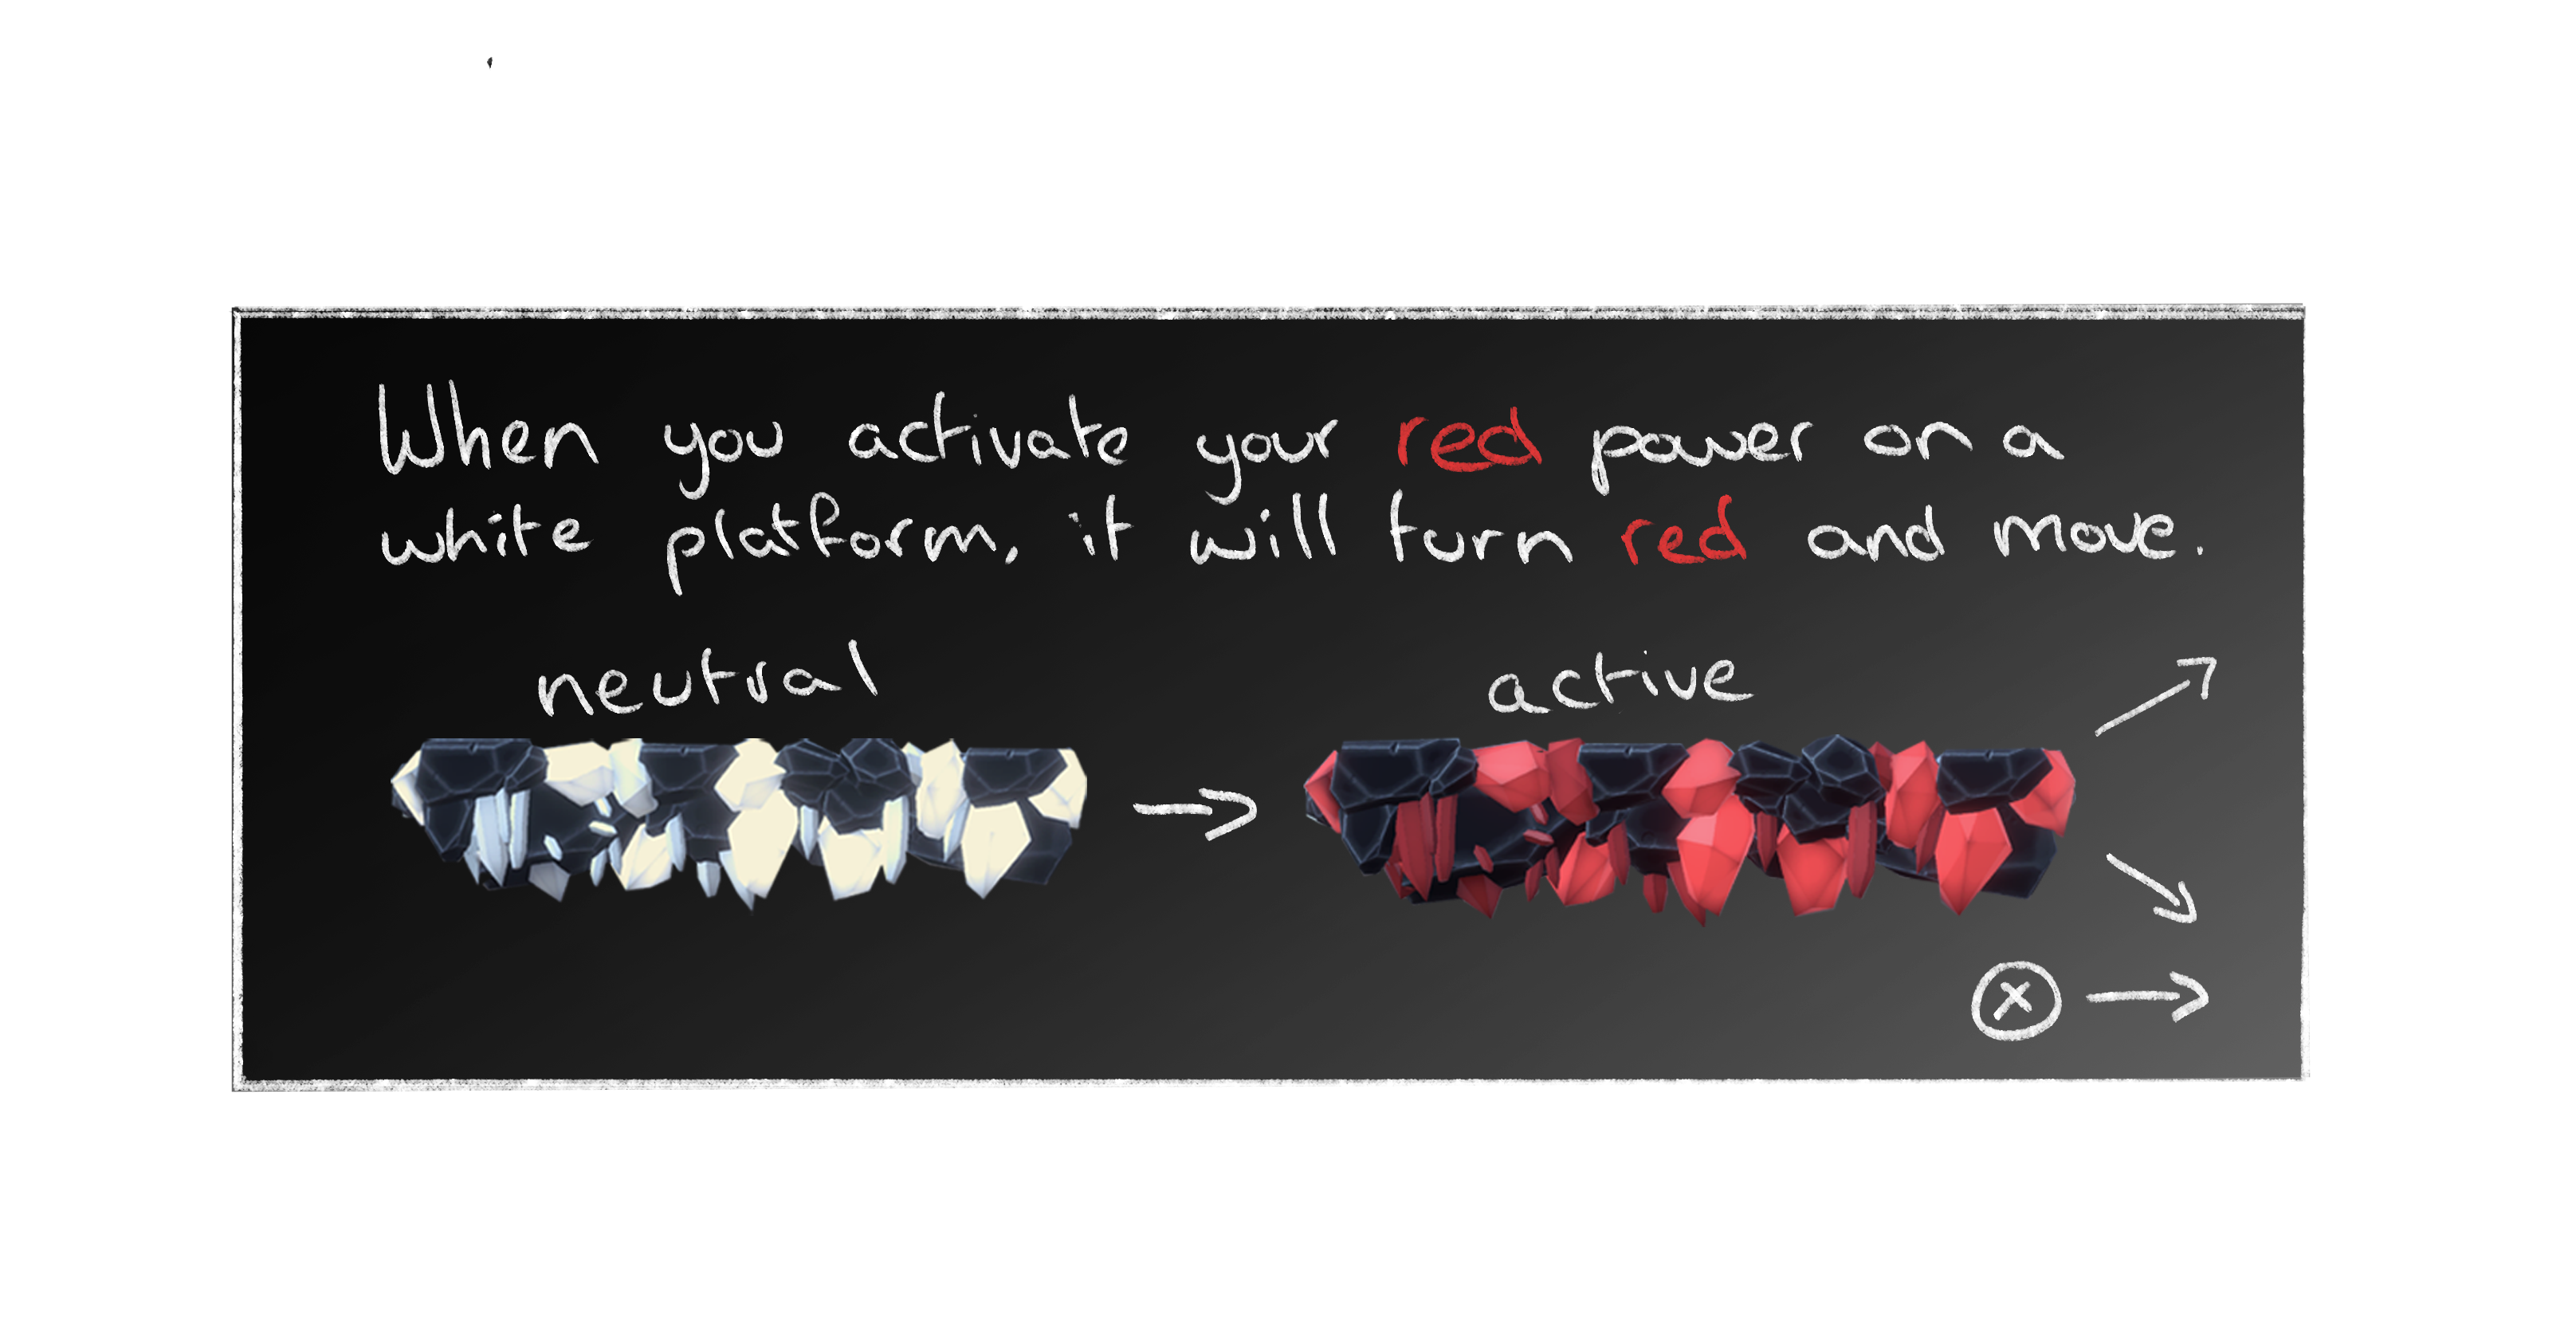 When you activate your red power on a
white platform, it will turn red and move.
neutral
active
x